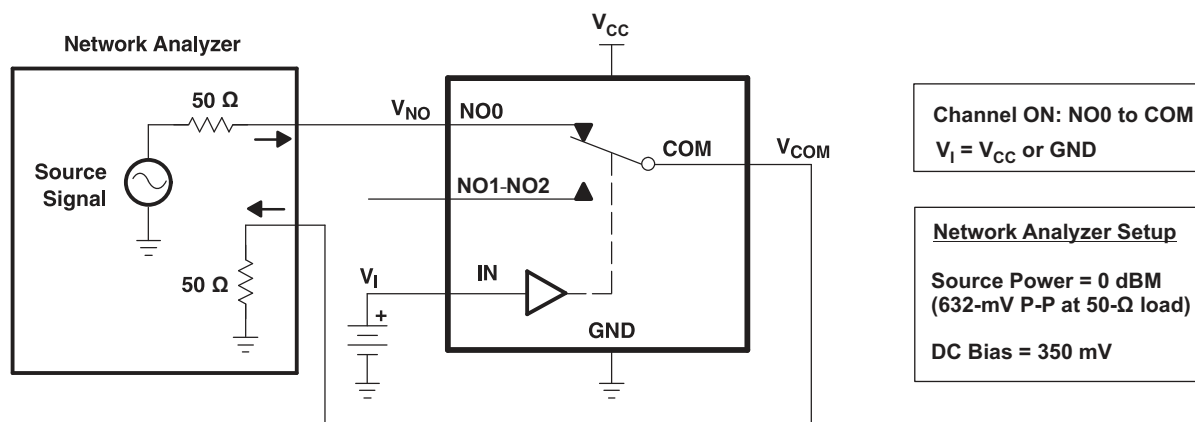 Network Analyzer
50 Ω
Source
Signal
50 Ω
V_CC
V_NO
NO0
COM
V_COM
NO1-NO2
V_I
IN
+
GND
Channel ON: NO0 to COM
V_I = V_CC or GND
Network Analyzer Setup
Source Power = 0 dBM
(632-mV P-P at 50-Ω load)
DC Bias = 350 mV